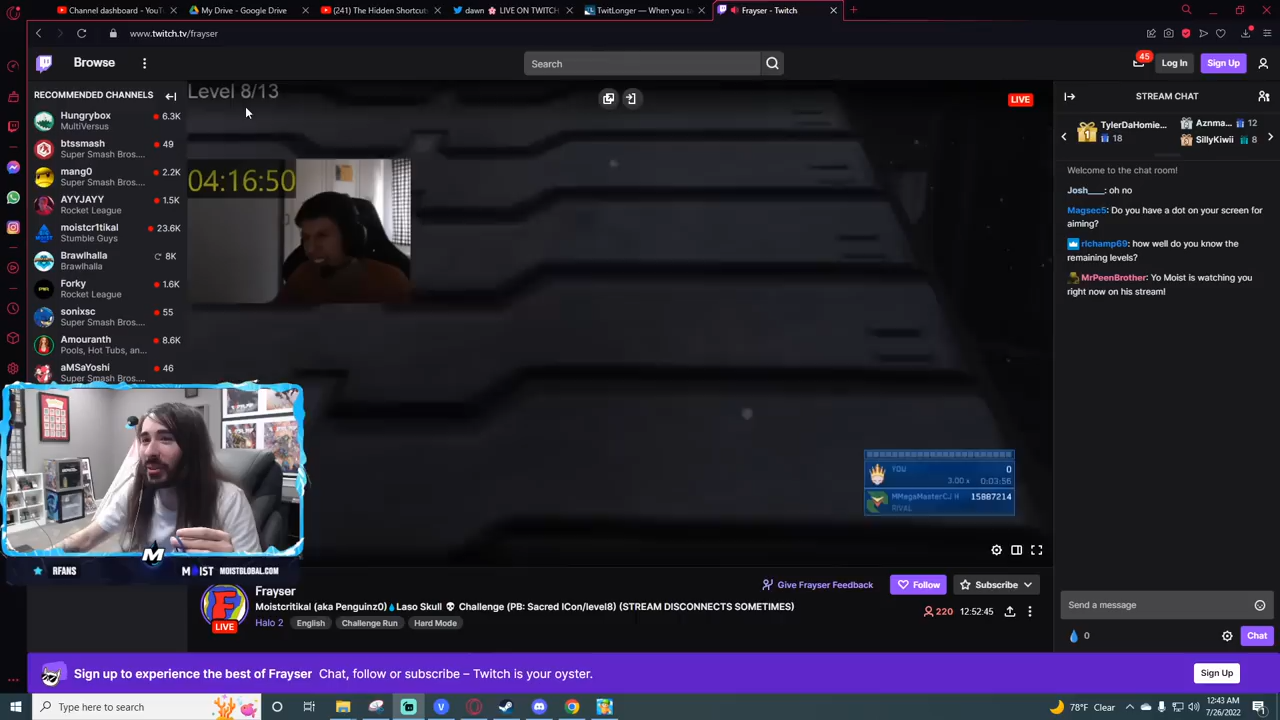 Channel dashboard — YouTu
My Drive - Google Drive
(241) The Hidden Shortcuts
dawn 🌸 LIVE ON TWITCH
TwitLonger — When you ta
Frayser - Twitch
www.twitch.tv/frayser
Browse
Search
45
Log In
Sign Up
RECOMMENDED CHANNELS
Hungrybox
MultiVersus
6.3K
btssmash
Super Smash Bros....
49
mang0
Super Smash Bros....
2.2K
AYYJAYY
Rocket League
1.5K
moistcr1tikal
Stumble Guys
23.6K
Brawlhalla
Brawlhalla
8K
Forky
Rocket League
1.6K
sonixsc
Super Smash Bros....
55
Amouranth
Pools, Hot Tubs, an...
8.6K
aMSaYoshi
Super Smash Bros....
46
Level 8/13
04:16:50
LIVE
YOU 0
3.00 x 0:03:56
MMegaMasterCJ H 15887214
RIVAL
STREAM CHAT
1 TylerDaHomie...
18
Aznma... 12
SillyKiwii 8
Welcome to the chat room!
Josh____: oh no
Magsec5: Do you have a dot on your screen for
aiming?
rlchamp69: how well do you know the
remaining levels?
MrPeenBrother: Yo Moist is watching you
right now on his stream!
Send a message
0
Chat
M
RFANS
MOISTGLOBAL.COM
LIVE
Frayser
Moistcritikal (aka Penguinz0)💧Laso Skull 💀 Challenge (PB: Sacred ICon/level8) (STREAM DISCONNECTS SOMETIMES)
Halo 2 English Challenge Run Hard Mode
Give Frayser Feedback
Follow
Subscribe
220
12:52:45
Sign up to experience the best of Frayser Chat, follow or subscribe – Twitch is your oyster.
Sign Up
Type here to search
78°F Clear
12:43 AM
7/26/2022